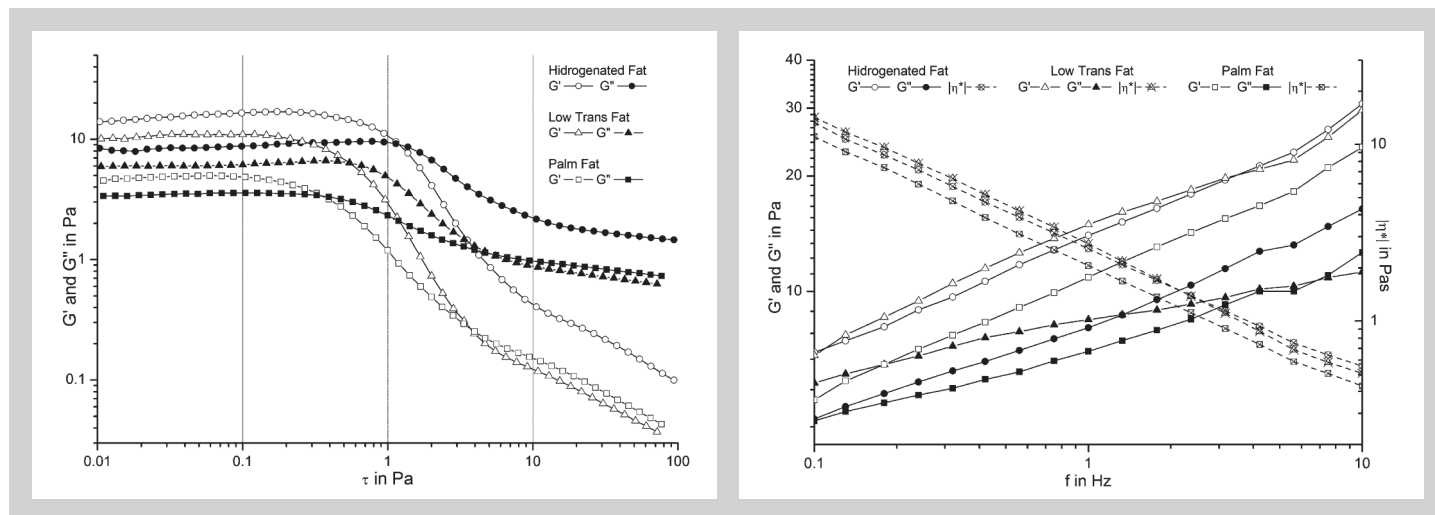 Hidrogenated Fat
G' G"
Low Trans Fat
G' G"
Palm Fat
G' G"
10
1
0.1
G' and G" in Pa
0.01 0.1 1 10 100
τ in Pa
Hidrogenated Fat Low Trans Fat Palm Fat
G' G" |η*| G' G" |η*| G' G" |η*|
40
30
20
10
G' and G" in Pa
10
1
|η*| in Pas
0.1 1 10
f in Hz